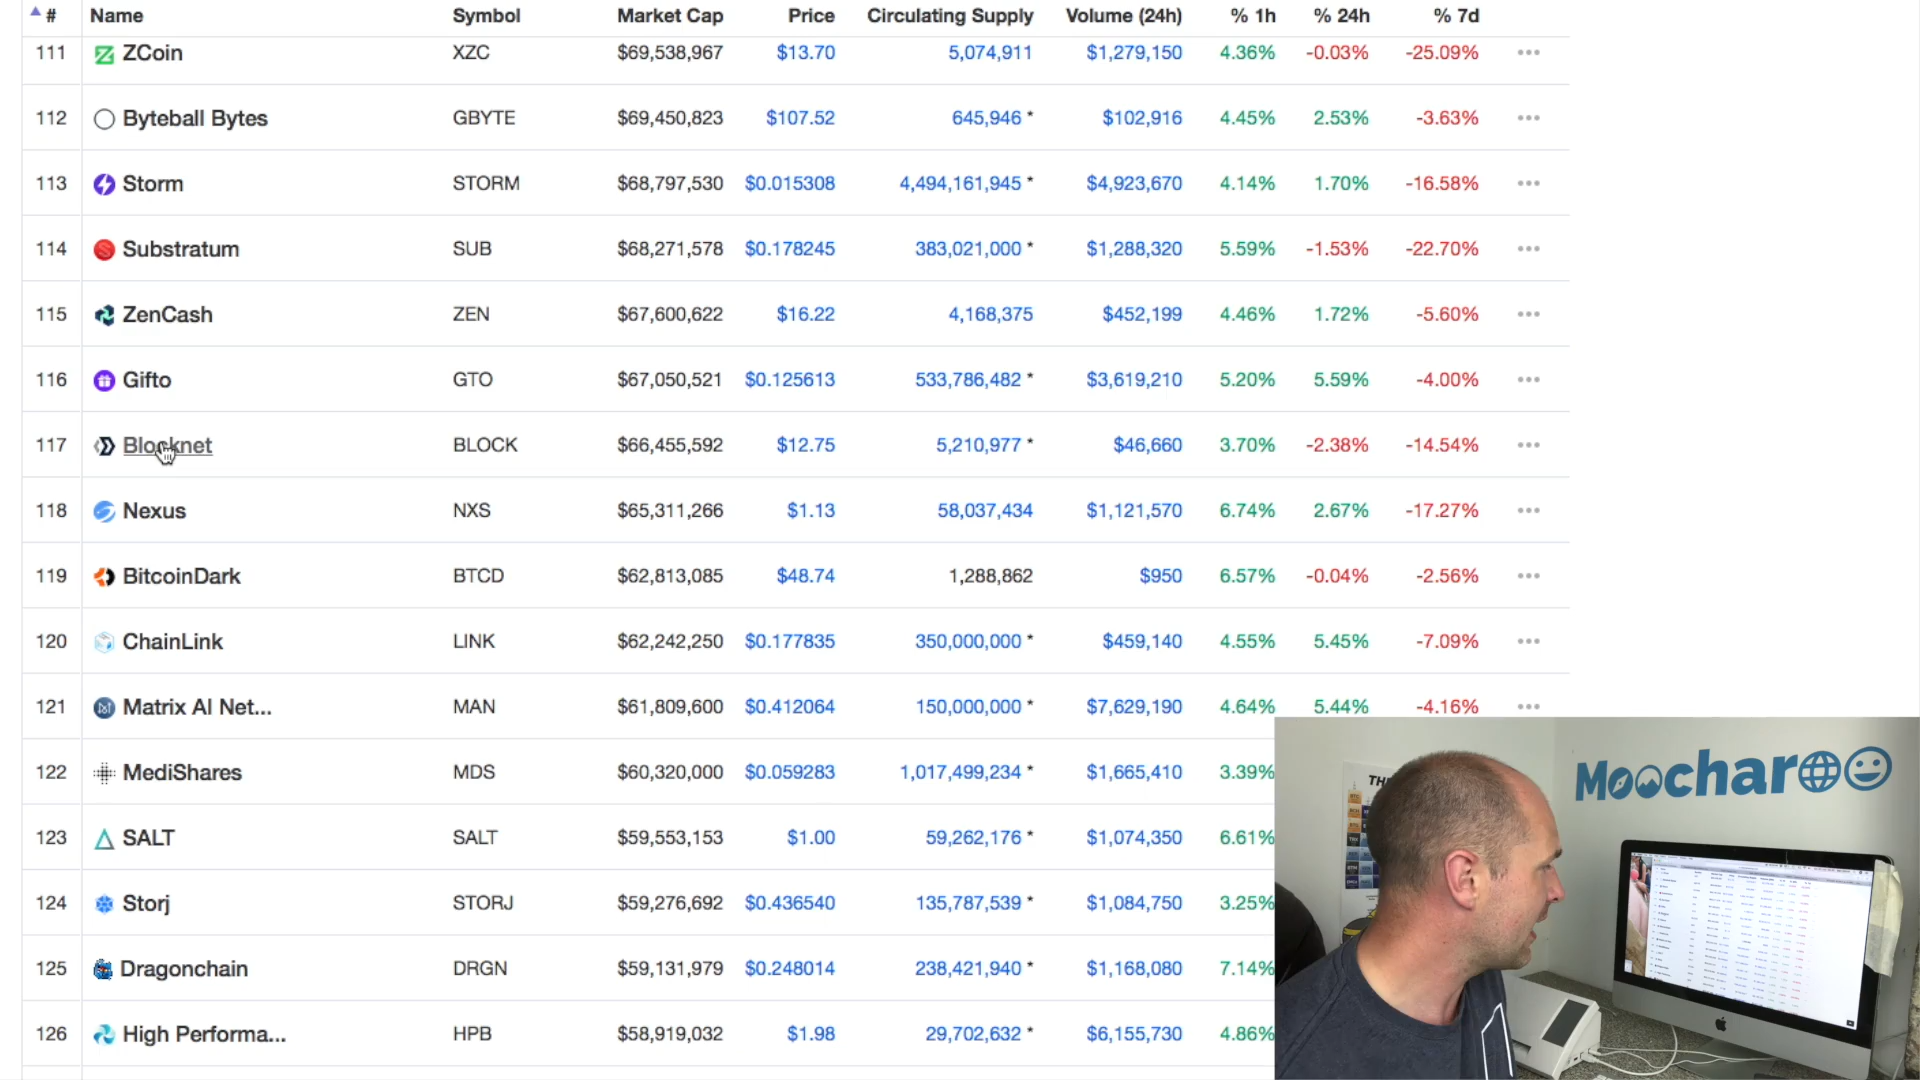 # Name Symbol Market Cap Price Circulating Supply Volume (24h) % 1h % 24h % 7d
111 ZCoin XZC $69,538,967 $13.70 5,074,911 $1,279,150 4.36% -0.03% -25.09%
112 Byteball Bytes GBYTE $69,450,823 $107.52 645,946 * $102,916 4.45% 2.53% -3.63%
113 Storm STORM $68,797,530 $0.015308 4,494,161,945 * $4,923,670 4.14% 1.70% -16.58%
114 Substratum SUB $68,271,578 $0.178245 383,021,000 * $1,288,320 5.59% -1.53% -22.70%
115 ZenCash ZEN $67,600,622 $16.22 4,168,375 $452,199 4.46% 1.72% -5.60%
116 Gifto GTO $67,050,521 $0.125613 533,786,482 * $3,619,210 5.20% 5.59% -4.00%
117 Blocknet BLOCK $66,455,592 $12.75 5,210,977 * $46,660 3.70% -2.38% -14.54%
118 Nexus NXS $65,311,266 $1.13 58,037,434 $1,121,570 6.74% 2.67% -17.27%
119 BitcoinDark BTCD $62,813,085 $48.74 1,288,862 $950 6.57% -0.04% -2.56%
120 ChainLink LINK $62,242,250 $0.177835 350,000,000 * $459,140 4.55% 5.45% -7.09%
121 Matrix AI Net... MAN $61,809,600 $0.412064 150,000,000 * $7,629,190 4.64% 5.44% -4.16%
122 MediShares MDS $60,320,000 $0.059283 1,017,499,234 * $1,665,410 3.39%
123 SALT SALT $59,553,153 $1.00 59,262,176 * $1,074,350 6.61%
124 Storj STORJ $59,276,692 $0.436540 135,787,539 * $1,084,750 3.25%
125 Dragonchain DRGN $59,131,979 $0.248014 238,421,940 * $1,168,080 7.14%
126 High Performa... HPB $58,919,032 $1.98 29,702,632 * $6,155,730 4.86%
Moocharoo